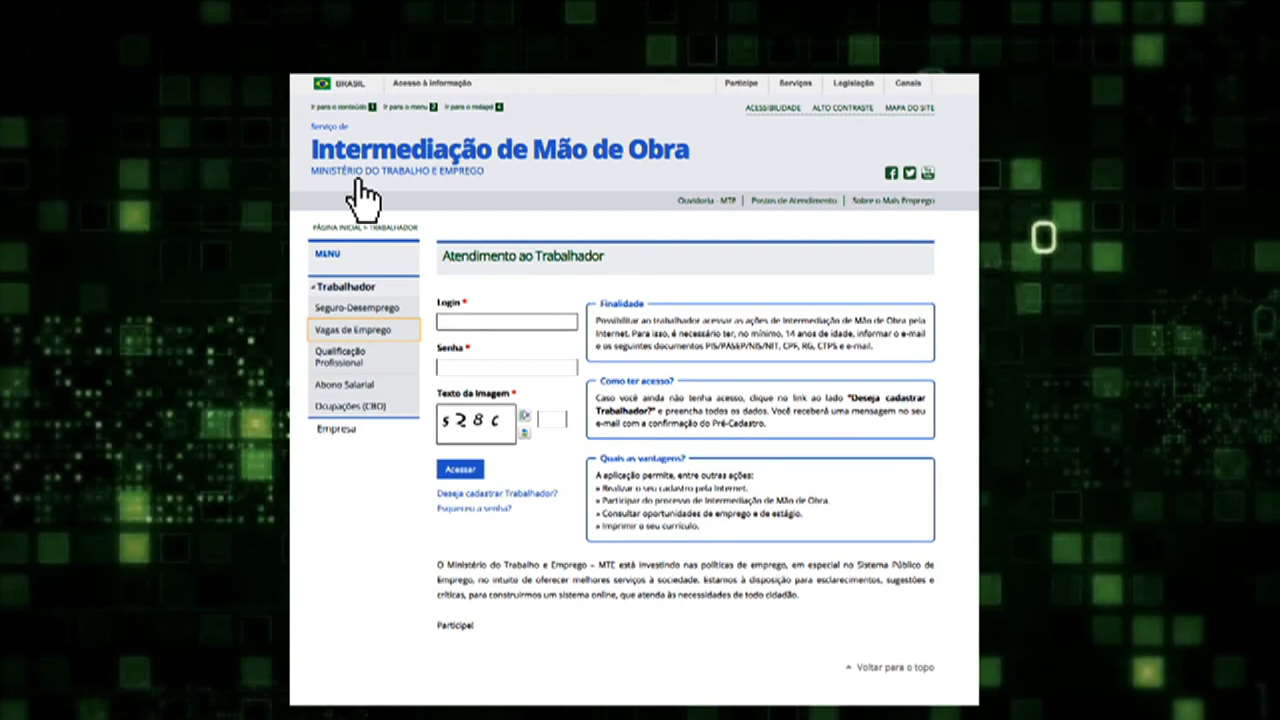 BRASIL Acesso à informação Participe Serviços Legislação Canais
Ir para o conteúdo 1 Ir para o menu 2 Ir para o rodapé 4
ACESSIBILIDADE ALTO CONTRASTE MAPA DO SITE
Serviço de
Intermediação de Mão de Obra
MINISTÉRIO DO TRABALHO E EMPREGO
Ouvidoria - MTE Postos de Atendimento Sobre o Mais Emprego
PÁGINA INICIAL > TRABALHADOR
MENU
Trabalhador
Seguro-Desemprego
Vagas de Emprego
Qualificação
Profissional
Abono Salarial
Ocupações (CBO)
Empresa
Atendimento ao Trabalhador
Login *
Senha *
Texto da Imagem *
s28c
Acessar
Deseja cadastrar Trabalhador?
Esqueceu a senha?
Finalidade
Possibilitar ao trabalhador acessar as ações de Intermediação de Mão de Obra pela
Internet. Para isso, é necessário ter, no mínimo, 14 anos de idade, informar o e-mail
e os seguintes documentos PIS/PASEP/NIS/NIT, CPF, RG, CTPS e e-mail.
Como ter acesso?
Caso você ainda não tenha acesso, clique no link ao lado "Deseja cadastrar
Trabalhador?" e preencha todos os dados. Você receberá uma mensagem no seu
e-mail com a confirmação do Pré-Cadastro.
Quais as vantagens?
A aplicação permite, entre outras ações:
» Realizar o seu cadastro pela Internet.
» Participar do processo de Intermediação de Mão de Obra.
» Consultar oportunidades de emprego e de estágio.
» Imprimir o seu currículo.
O Ministério do Trabalho e Emprego – MTE está investindo nas políticas de emprego, em especial no Sistema Público de
Emprego, no intuito de oferecer melhores serviços à sociedade. Estamos à disposição para esclarecimentos, sugestões e
críticas, para construirmos um sistema online, que atenda às necessidades de todo cidadão.
Participe!
Voltar para o topo
0